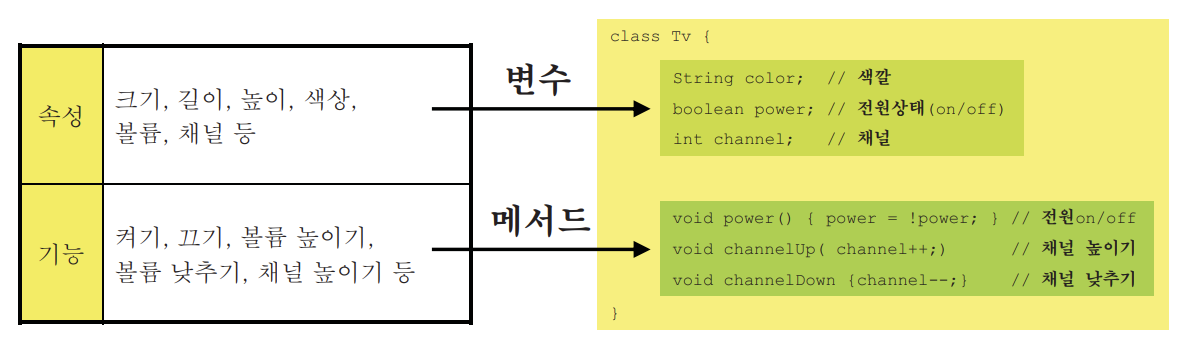 속성
크기, 길이, 높이, 색상,
볼륨, 채널 등
기능
켜기, 끄기, 볼륨 높이기,
볼륨 낮추기, 채널 높이기 등
변수
메서드
class Tv {
String color; // 색깔
boolean power; // 전원상태(on/off)
int channel; // 채널
void power() { power = !power; } // 전원on/off
void channelUp( channel++;) // 채널 높이기
void channelDown {channel--;} // 채널 낮추기
}